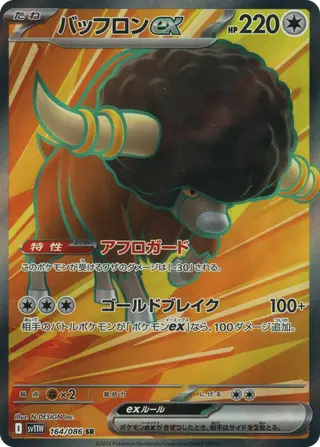 たね
バッフロンex
HP220
特性 アフロガード
このポケモンが受けるワザのダメージは「-30」される。
ゴールドブレイク 100+
相手のバトルポケモンが「ポケモンex」なら、100ダメージ追加。
弱点 ×2 抵抗力 にげる
exルール
ポケモンexがきぜつしたとき、相手はサイドを2枚とる。
Illus. N DESIGN Inc.
sv11W 164/086 SR